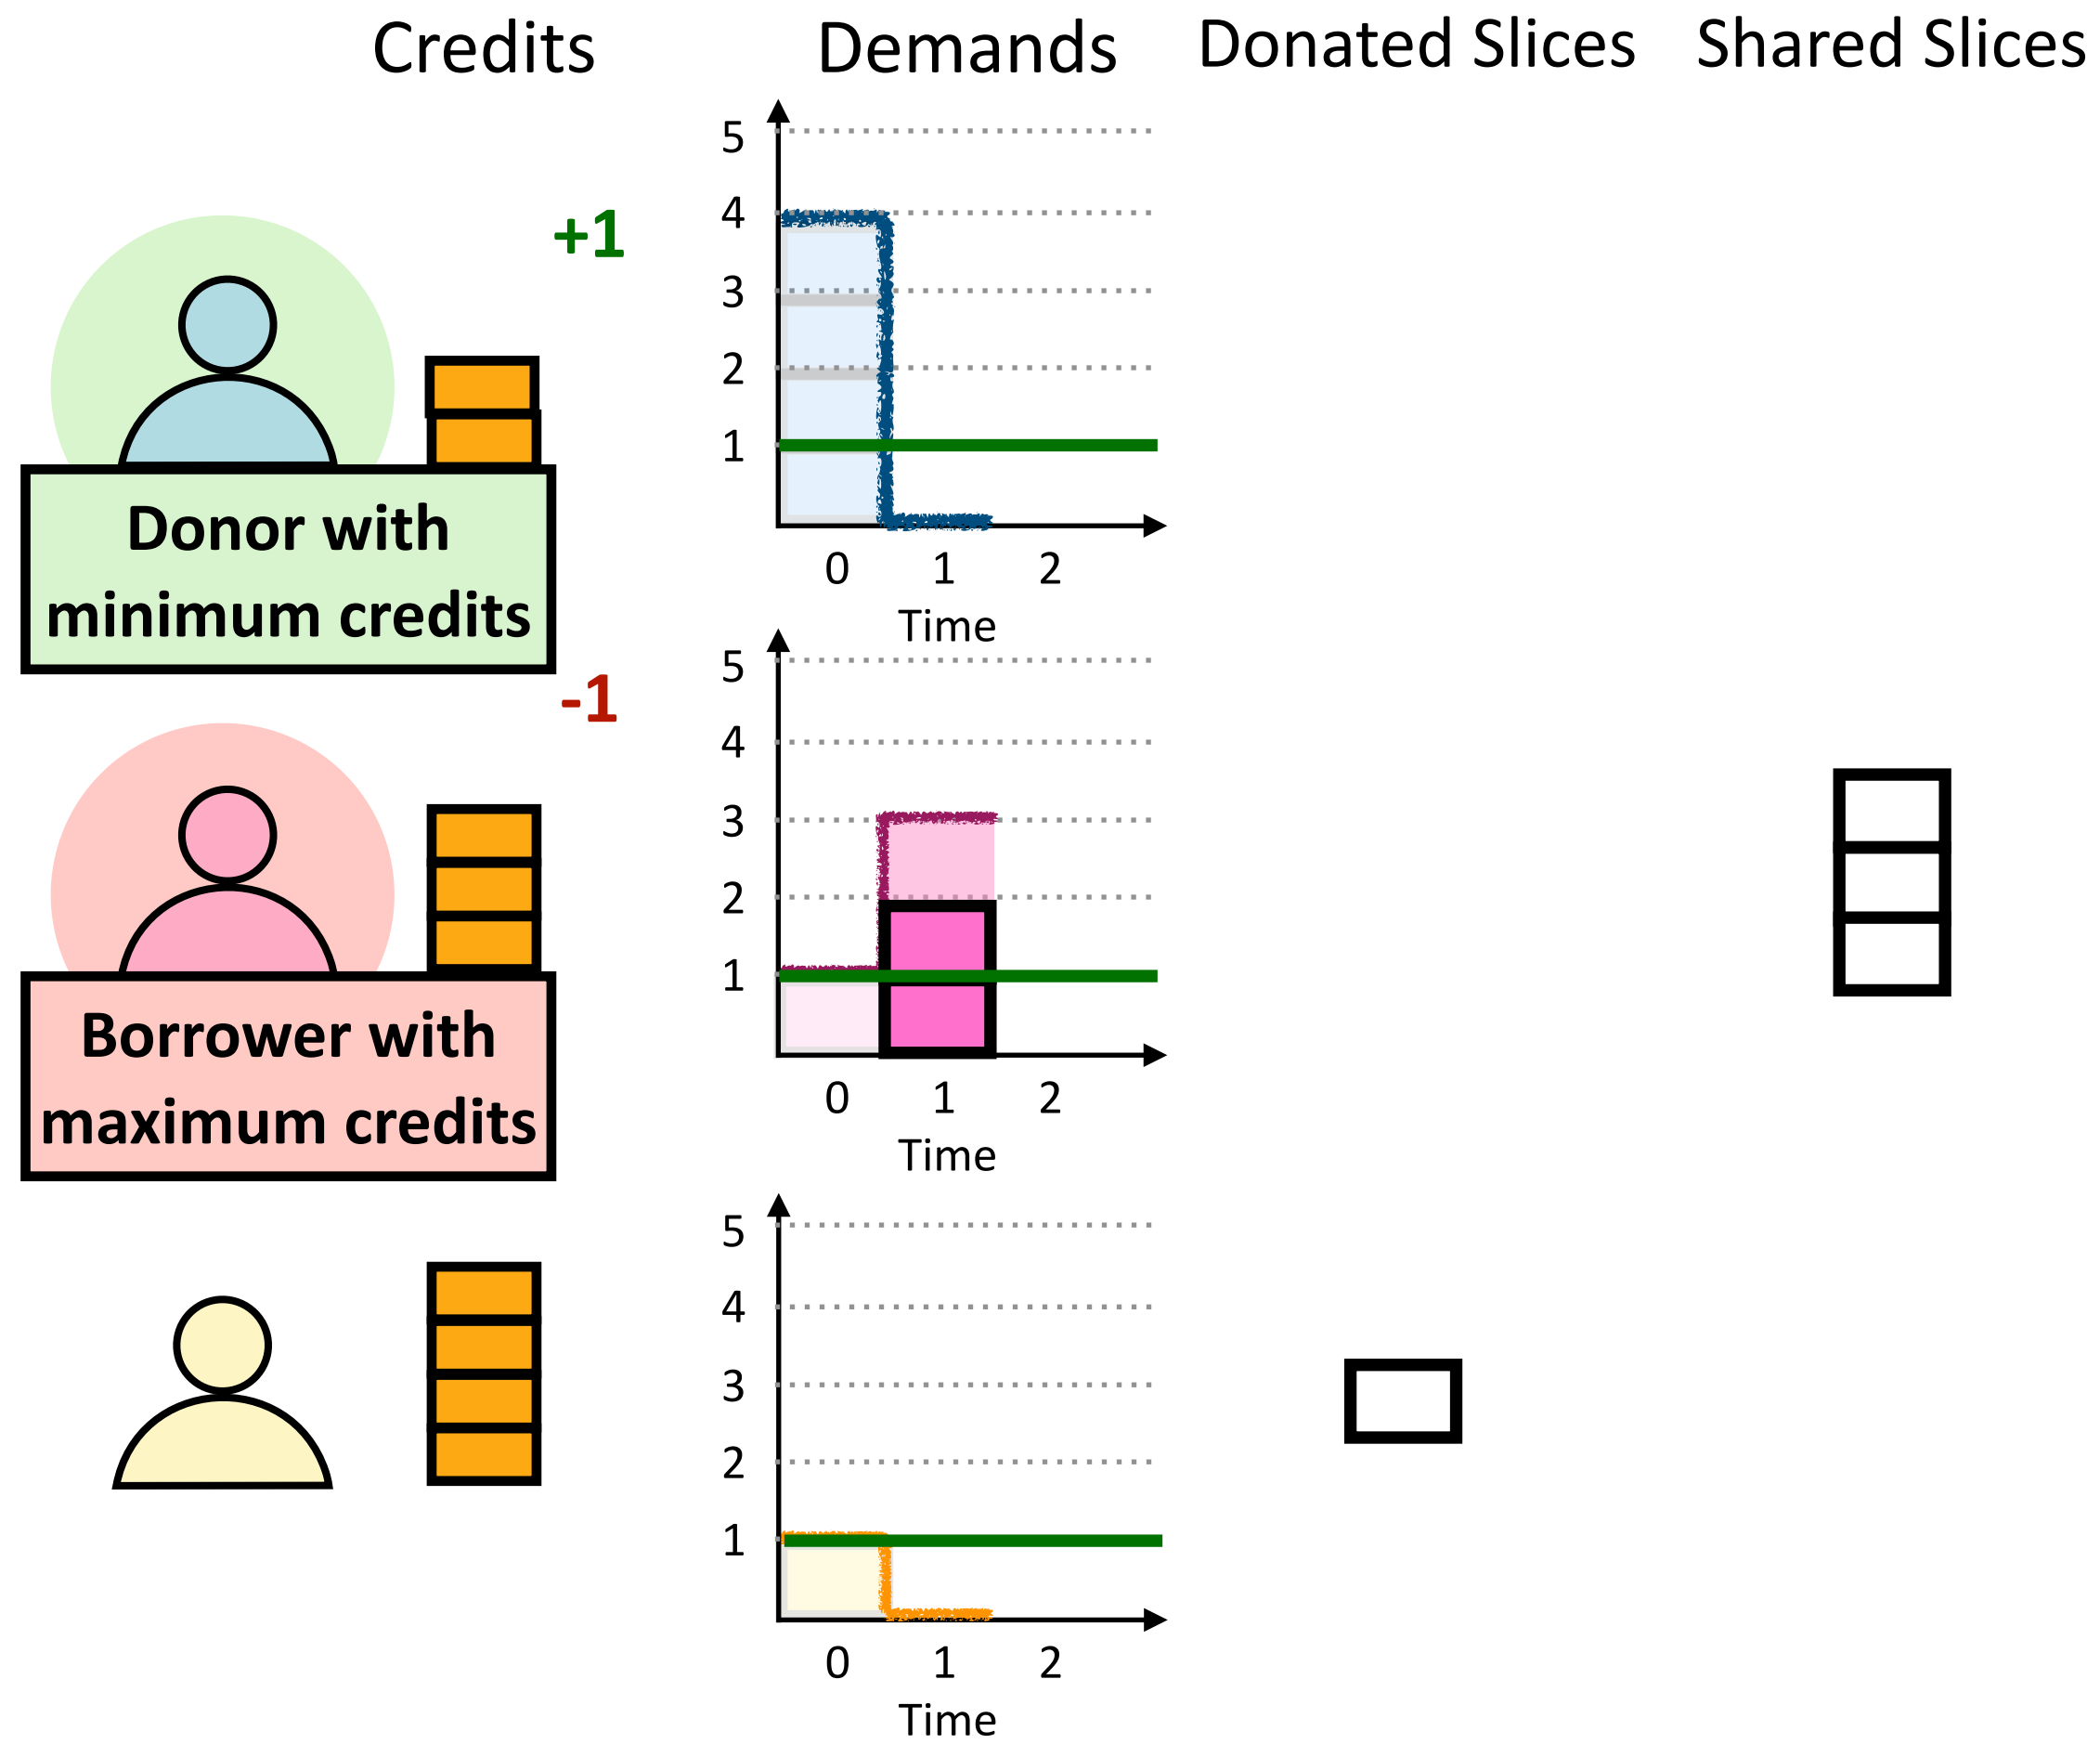 Credits
Demands
Donated Slices
Shared Slices
5
4
3
2
1
0 1 2
Time
+1
Donor with
minimum credits
-1
5
4
3
2
1
0 1 2
Time
Borrower with
maximum credits
5
4
3
2
1
0 1 2
Time